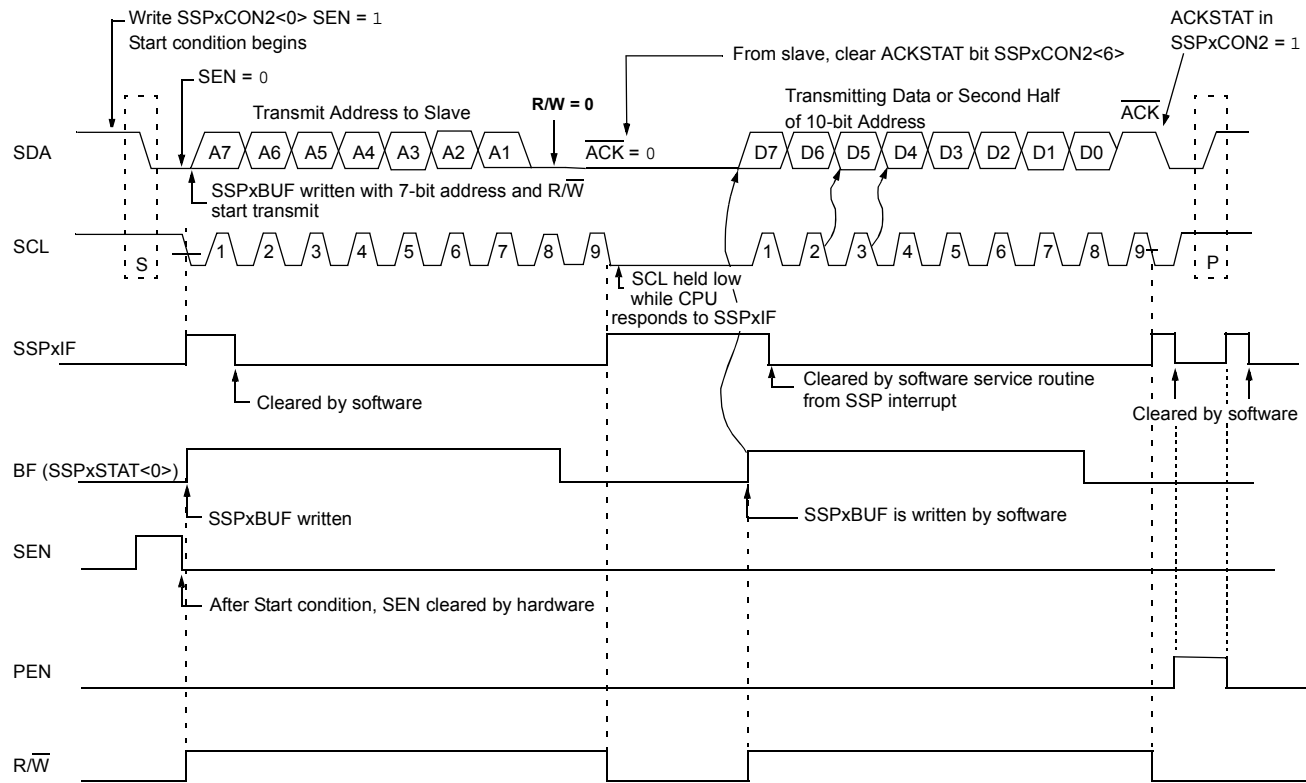 Write SSPxCON2<0> SEN = 1
Start condition begins
ACKSTAT in
SSPxCON2 = 1
From slave, clear ACKSTAT bit SSPxCON2<6>
SEN = 0
Transmit Address to Slave
R/W = 0
Transmitting Data or Second Half
of 10-bit Address
ACK
SDA
A7 A6 A5 A4 A3 A2 A1
ACK = 0
D7 D6 D5 D4 D3 D2 D1 D0
SSPxBUF written with 7-bit address and R/W
start transmit
SCL
S
1 2 3 4 5 6 7 8 9
1 2 3 4 5 6 7 8 9
P
SCL held low
while CPU
responds to SSPxIF
SSPxIF
Cleared by software
Cleared by software service routine
from SSP interrupt
Cleared by software
BF (SSPxSTAT<0>)
SSPxBUF written
SSPxBUF is written by software
SEN
After Start condition, SEN cleared by hardware
PEN
R/W